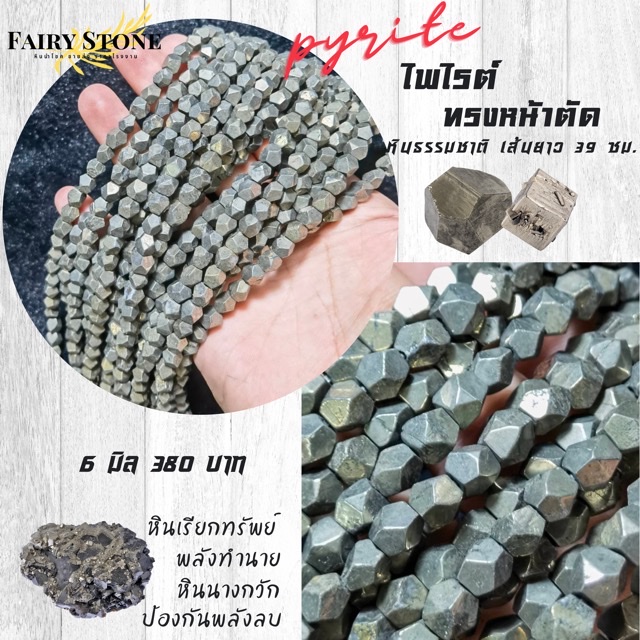 FAIRY STONE
pyrite
ไพไรต์
ทรงหน้าตัด
หินธรรมชาติ เส้นยาว 39 ซม.
6 มิล 380 บาท
หินเรียกทรัพย์
พลังทำนาย
หินนางกวัก
ป้องกันพลังลบ